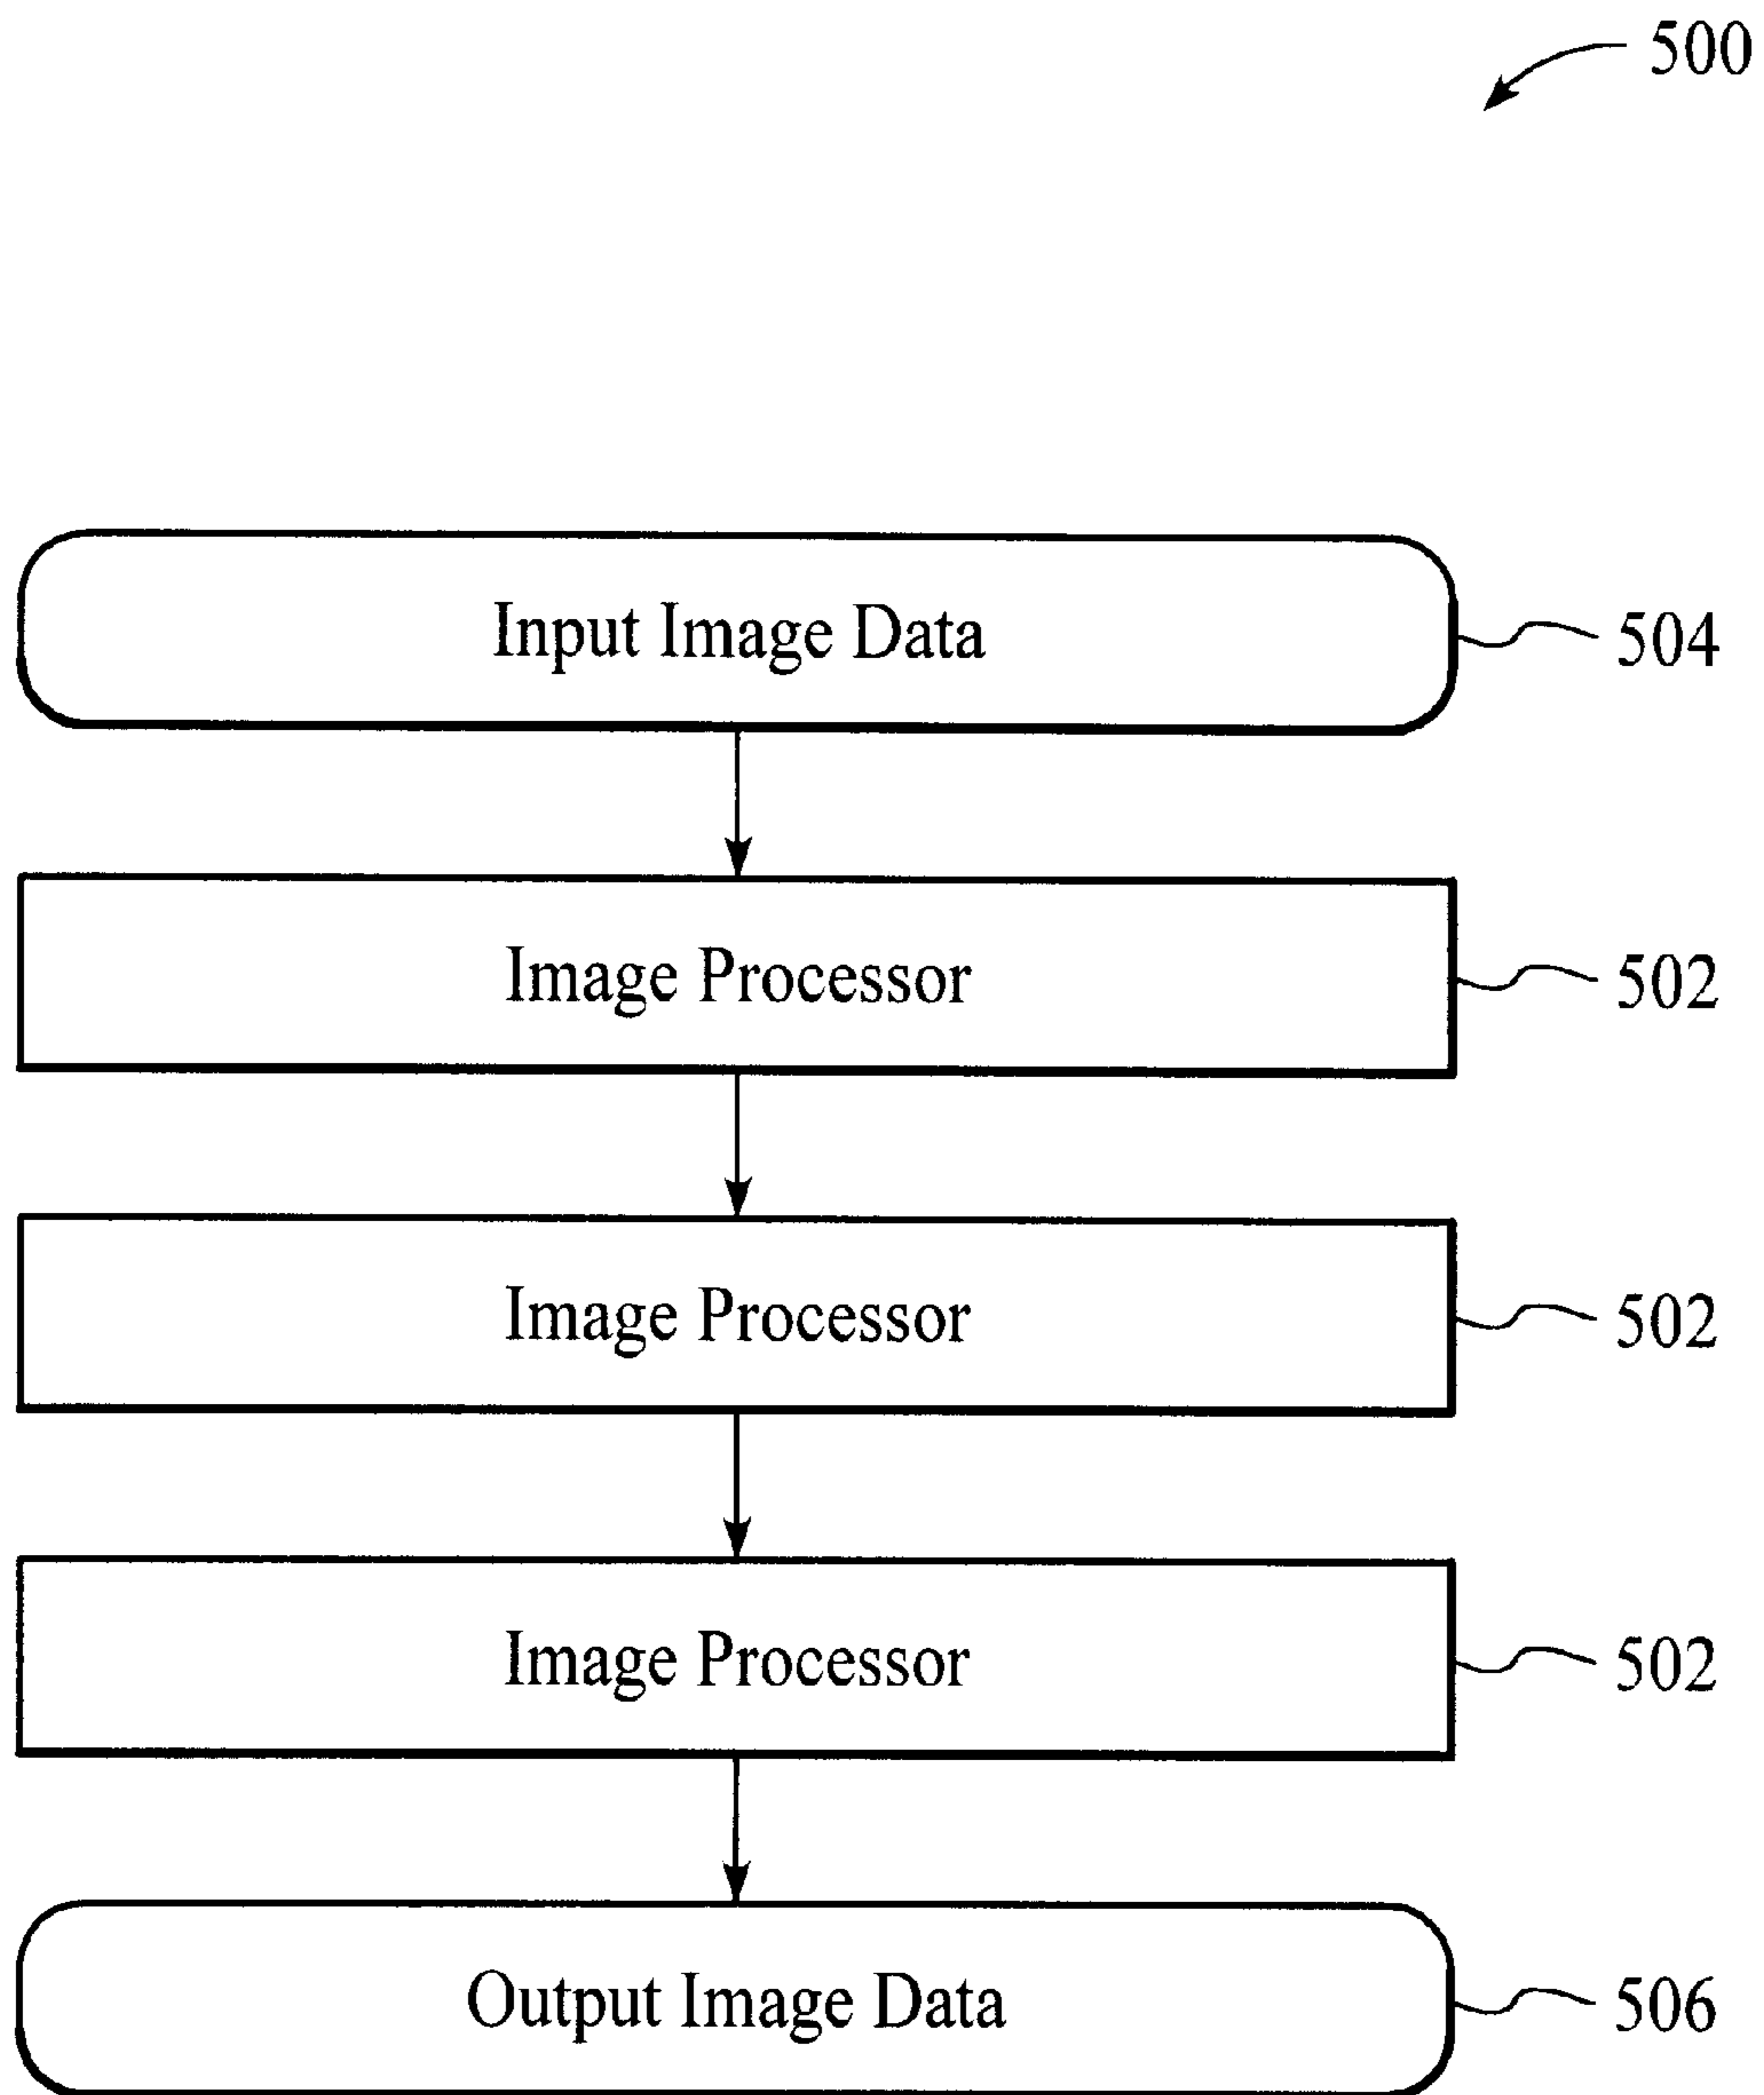 500
Input Image Data 504
Image Processor 502
Image Processor 502
Image Processor 502
Output Image Data 506